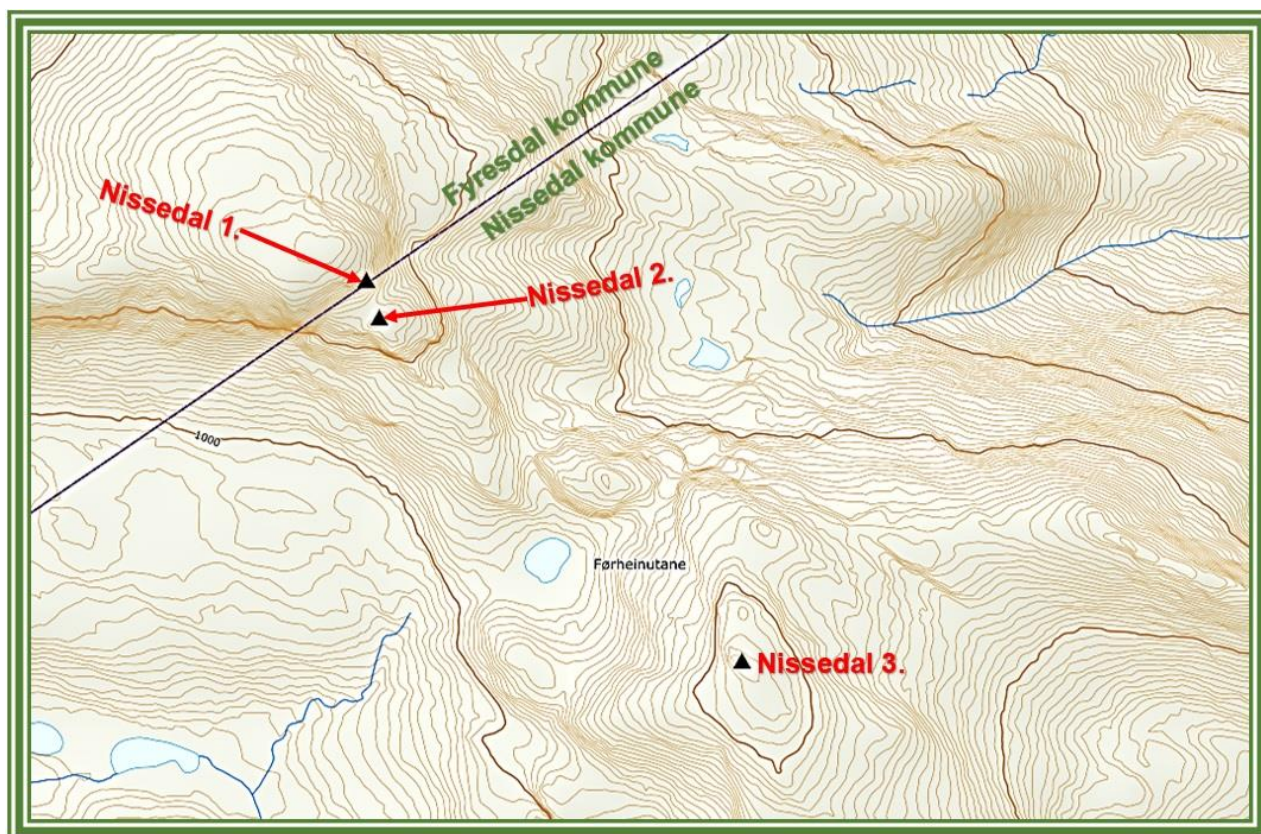 Fyresdal kommune
Nissedal kommune
Nissedal 1.
Nissedal 2.
1000
Førheinutane
Nissedal 3.